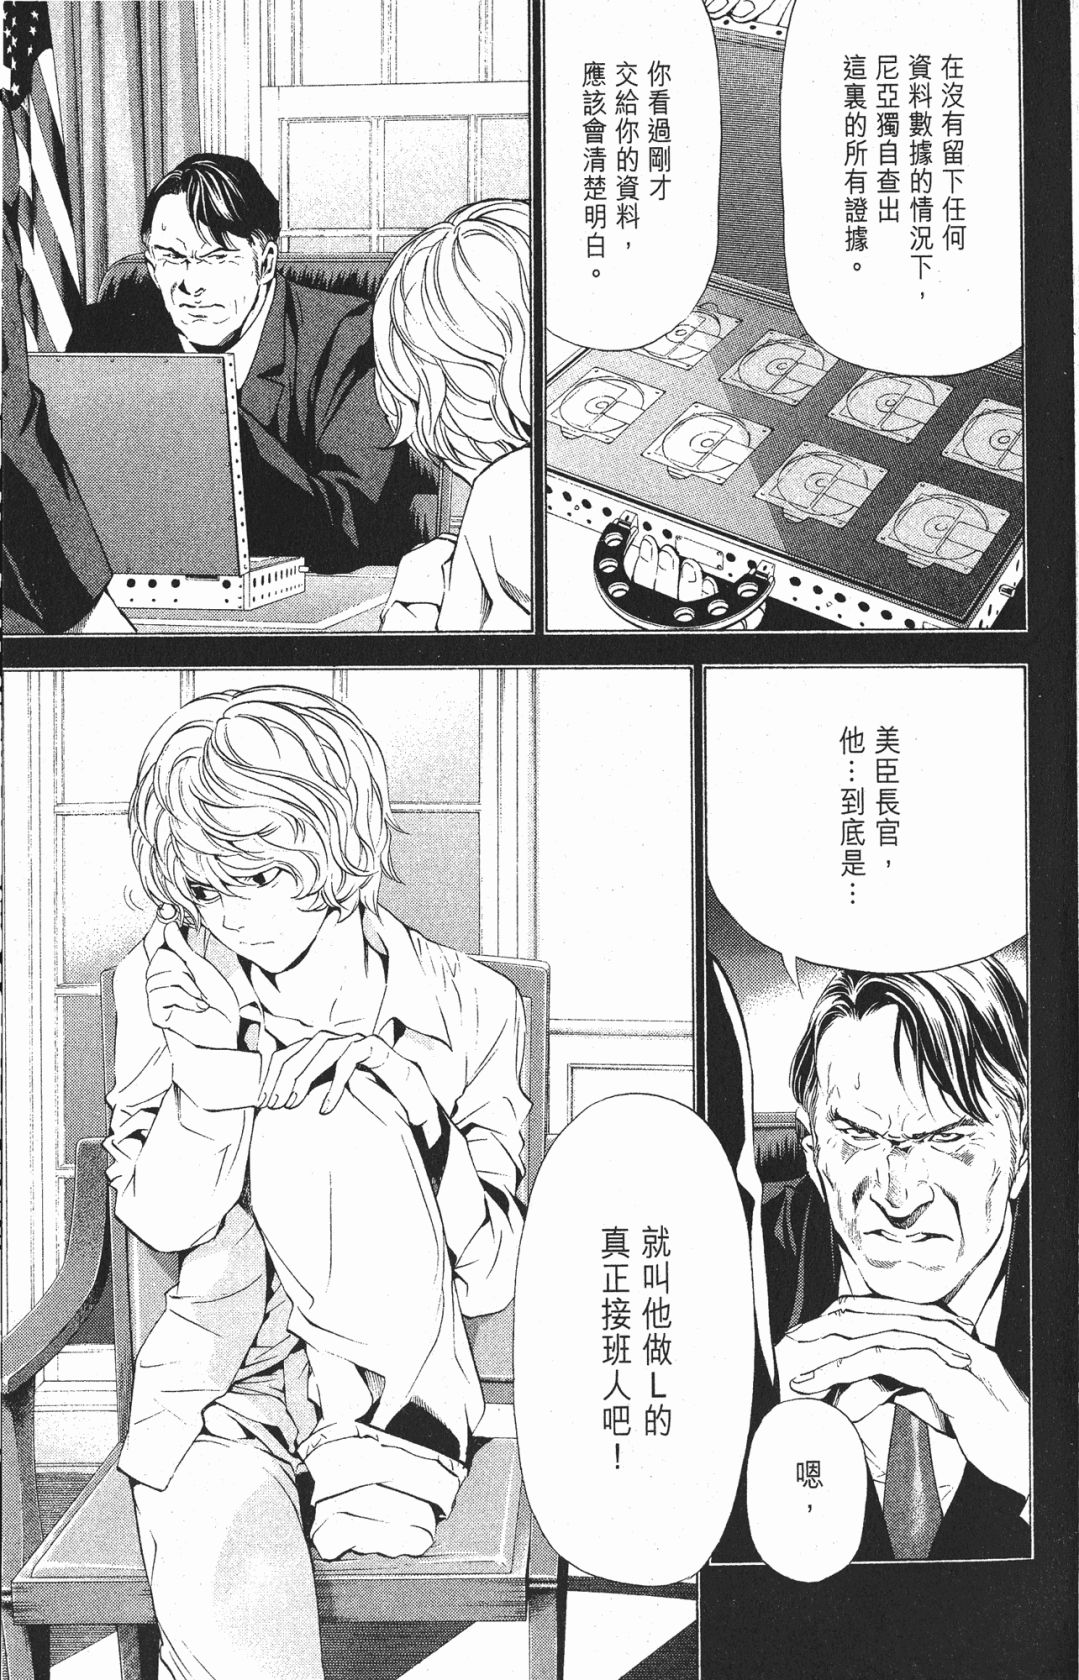 在沒有留下任何
資料數據的情況下，
尼亞獨自查出
這裏的所有證據。
你看過剛才
交給你的資料，
應該會清楚明白。
美臣長官，
他…到底是…
嗯，
就叫他做L的
真正接班人吧！